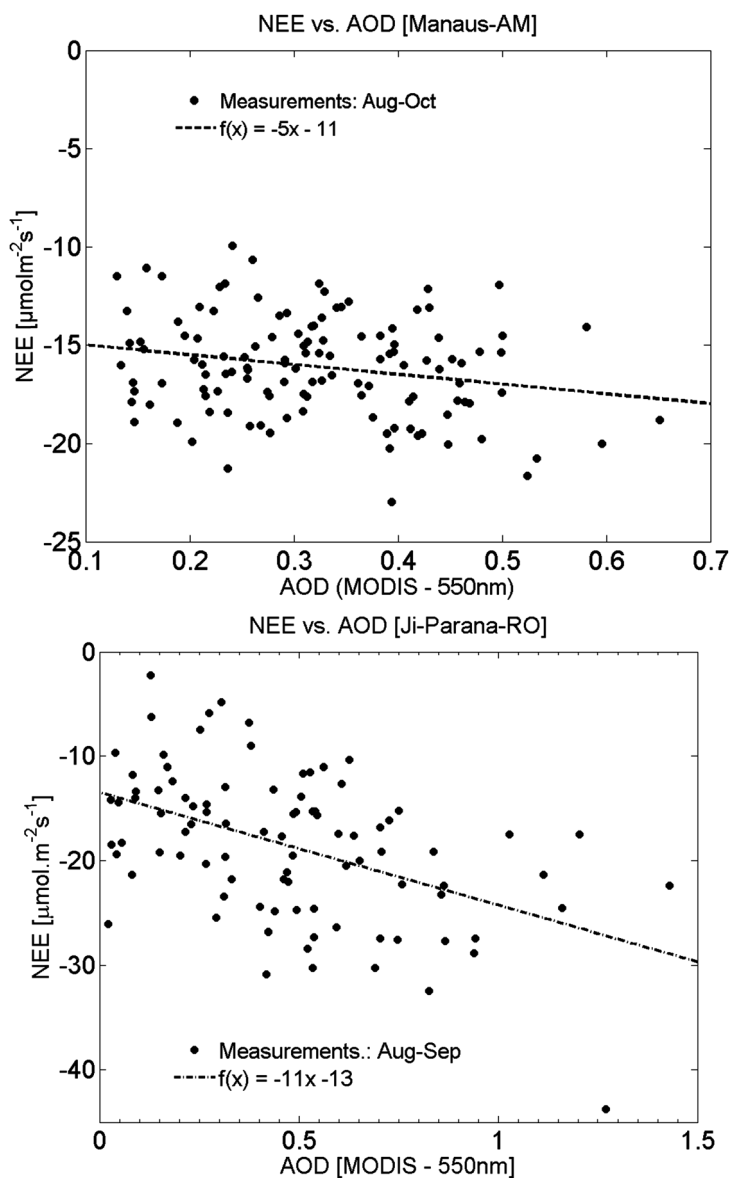 NEE vs. AOD [Manaus-AM]
0
-5
-10
-15
-20
-25
NEE [µmolm⁻²s⁻¹]
Measurements: Aug-Oct
f(x) = -5x - 11
0.1 0.2 0.3 0.4 0.5 0.6 0.7
AOD (MODIS - 550nm)
NEE vs. AOD [Ji-Parana-RO]
0
-10
-20
-30
-40
NEE [µmol.m⁻²s⁻¹]
Measurements.: Aug-Sep
f(x) = -11x -13
0 0.5 1 1.5
AOD [MODIS - 550nm]